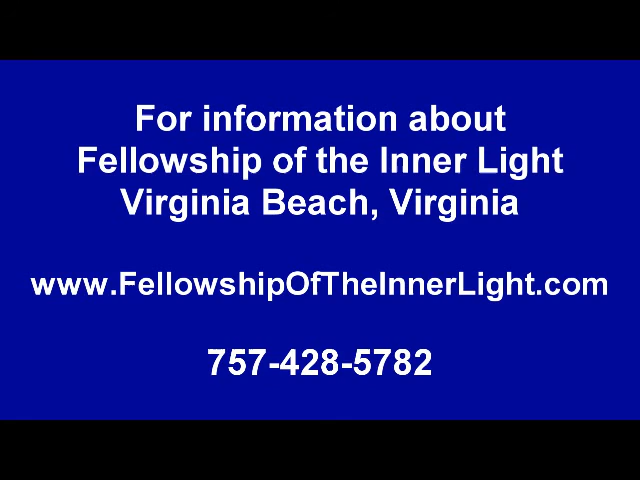 For information about
Fellowship of the Inner Light
Virginia Beach, Virginia
www.FellowshipOfTheInnerLight.com
757-428-5782